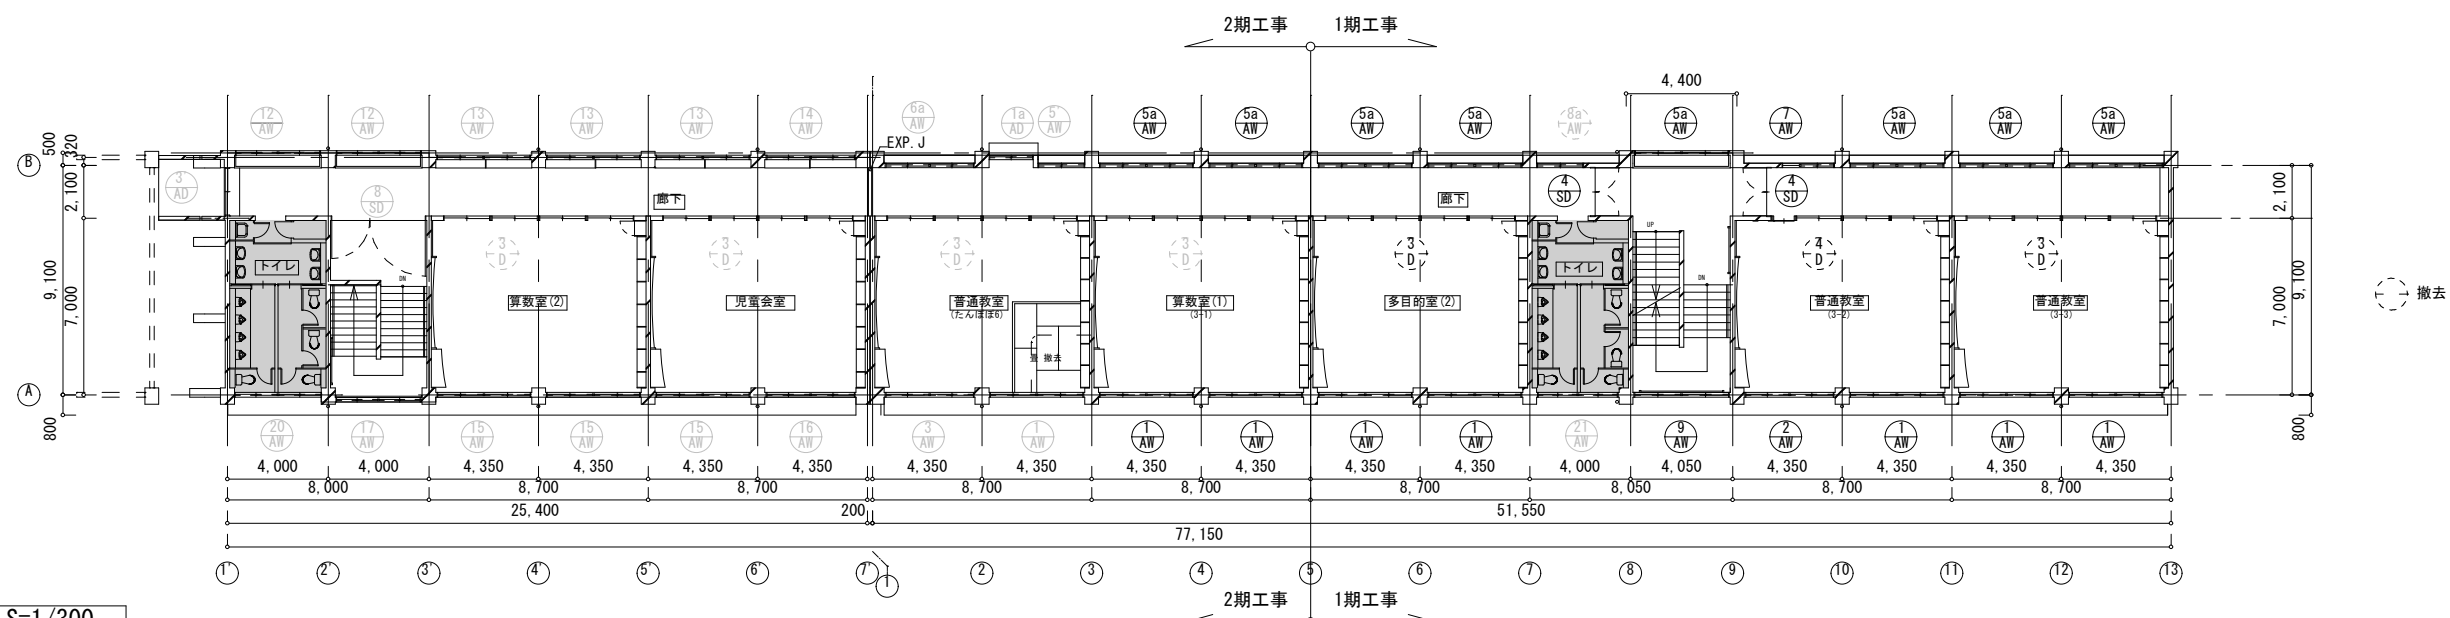 2期工事 1期工事
4,400
12 AW
12 AW
13 AW
13 AW
13 AW
14 AW
6a AW
1a AD
5' AW
5a AW
5a AW
5a AW
5a AW
8a AW
5a AW
7 AW
5a AW
5a AW
5a AW
EXP.J
B
500
320
2,100
9,100
7,000
800
A
3 AD
8 SD
廊下
廊下
4 SD
4 SD
2,100
7,000
9,100
800
トイレ
DN
3 D
3 D
3 D
3 D
3 D
トイレ
UP
DN
4 D
3 D
撤去
算数室(2)
児童会室
普通教室
(たんぽぽ6)
畳 撤去
算数室(1)
(3-1)
多目的室(2)
普通教室
(3-2)
普通教室
(3-3)
20 AW
17 AW
15 AW
15 AW
15 AW
16 AW
3 AW
1 AW
1 AW
1 AW
1 AW
1 AW
21 AW
9 AW
2 AW
1 AW
1 AW
1 AW
4,000 4,000 4,350 4,350 4,350 4,350 4,350 4,350 4,350 4,350 4,350 4,350 4,000 4,050 4,350 4,350 4,350 4,350
8,000 8,700 8,700 8,700 8,700 8,700 8,050 8,700 8,700
25,400 200 51,550
77,150
1' 2' 3' 4' 5' 6' 7' 1 2 3 4 5 6 7 8 9 10 11 12 13
2期工事 1期工事
S=1/300